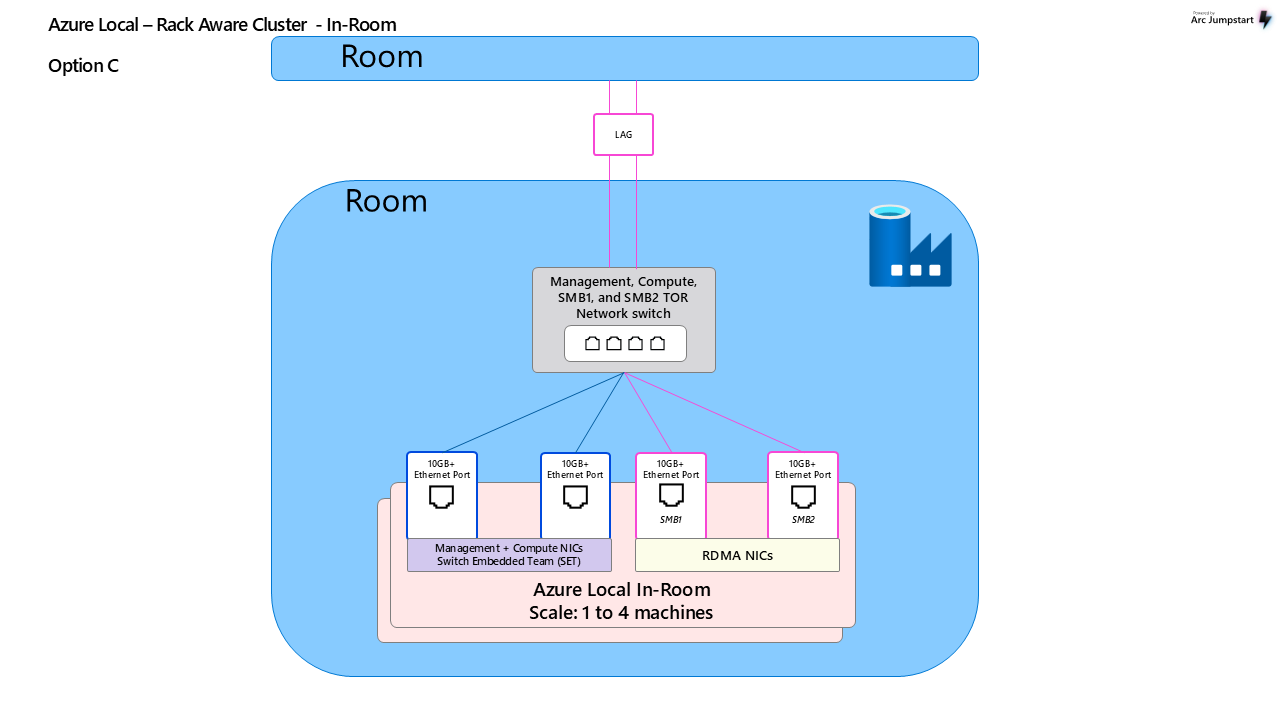 Azure Local – Rack Aware Cluster - In-Room
Powered by
Arc Jumpstart
Option C
Room
LAG
Room
Management, Compute,
SMB1, and SMB2 TOR
Network switch
10GB+
Ethernet Port
10GB+
Ethernet Port
10GB+
Ethernet Port
SMB1
10GB+
Ethernet Port
SMB2
Management + Compute NICs
Switch Embedded Team (SET)
RDMA NICs
Azure Local In-Room
Scale: 1 to 4 machines